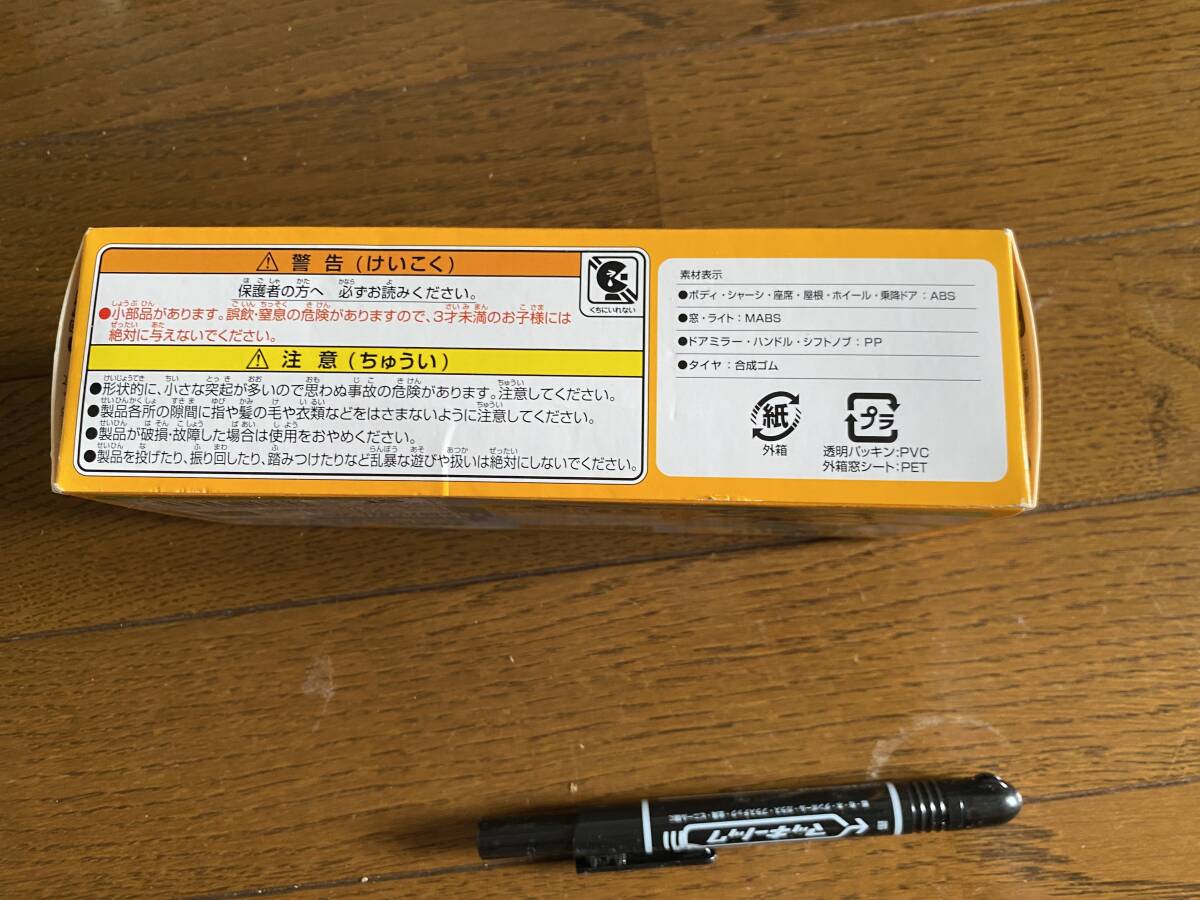 警告(けいこく)
保護者の方へ 必ずお読みください。
●小部品があります。誤飲・窒息の危険がありますので、3才未満のお子様には
絶対に与えないでください。
くちにいれない
注意(ちゅうい)
●形状的に、小さな突起が多いので思わぬ事故の危険があります。注意してください。
●製品各所の隙間に指や髪の毛や衣類などをはさまないように注意してください。
●製品が破損・故障した場合は使用をおやめください。
●製品を投げたり、振り回したり、踏みつけたりなど乱暴な遊びや扱いは絶対にしないでください。
素材表示
●ボディ・シャーシ・座席・屋根・ホイール・乗降ドア：ABS
●窓・ライト：MABS
●ドアミラー・ハンドル・シフトノブ：PP
●タイヤ：合成ゴム
紙
外箱
プラ
透明パッキン:PVC
外箱窓シート:PET
マッキートップ